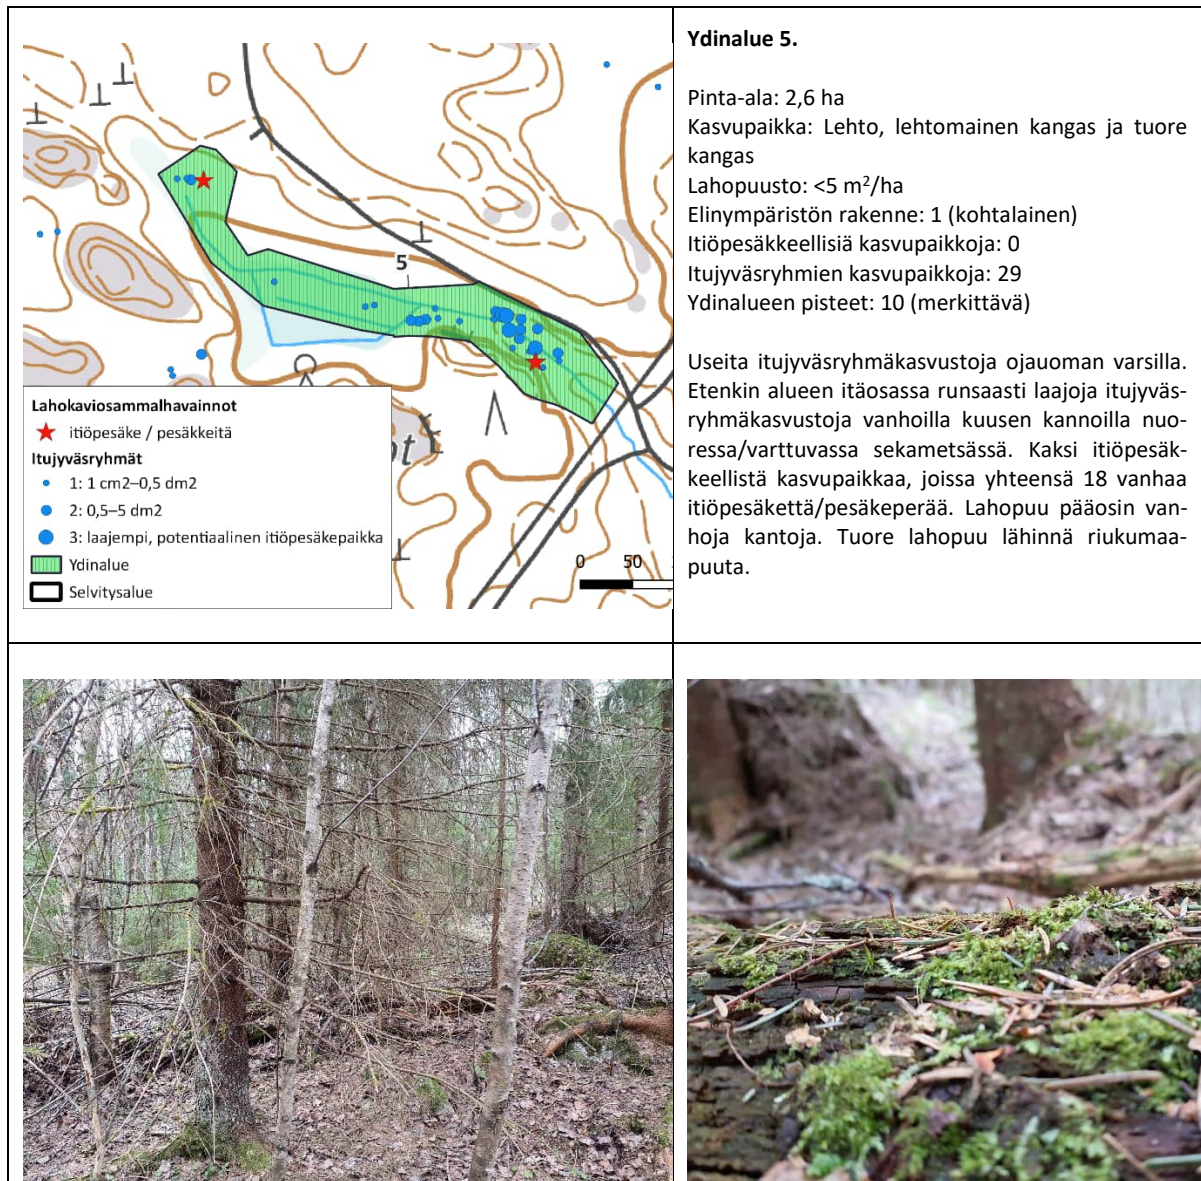 5
ot
Lahokaviosammalhavainnot
itiöpesäke / pesäkkeitä
Itujyväsryhmät
1: 1 cm2–0,5 dm2
2: 0,5–5 dm2
3: laajempi, potentiaalinen itiöpesäkepaikka
Ydinalue
Selvitysalue
0 50
Ydinalue 5.
Pinta-ala: 2,6 ha
Kasvupaikka: Lehto, lehtomainen kangas ja tuore
kangas
Lahopuusto: <5 m²/ha
Elinympäristön rakenne: 1 (kohtalainen)
Itiöpesäkkeellisiä kasvupaikkoja: 0
Itujyväsryhmien kasvupaikkoja: 29
Ydinalueen pisteet: 10 (merkittävä)
Useita itujyväsryhmäkasvustoja ojauoman varsilla.
Etenkin alueen itäosassa runsaasti laajoja itujyväs-
ryhmäkasvustoja vanhoilla kuusen kannoilla nuo-
ressa/varttuvassa sekametsässä. Kaksi itiöpesäk-
keellistä kasvupaikkaa, joissa yhteensä 18 vanhaa
itiöpesäkettä/pesäkeperää. Lahopuu pääosin van-
hoja kantoja. Tuore lahopuu lähinnä riukumaa-
puuta.